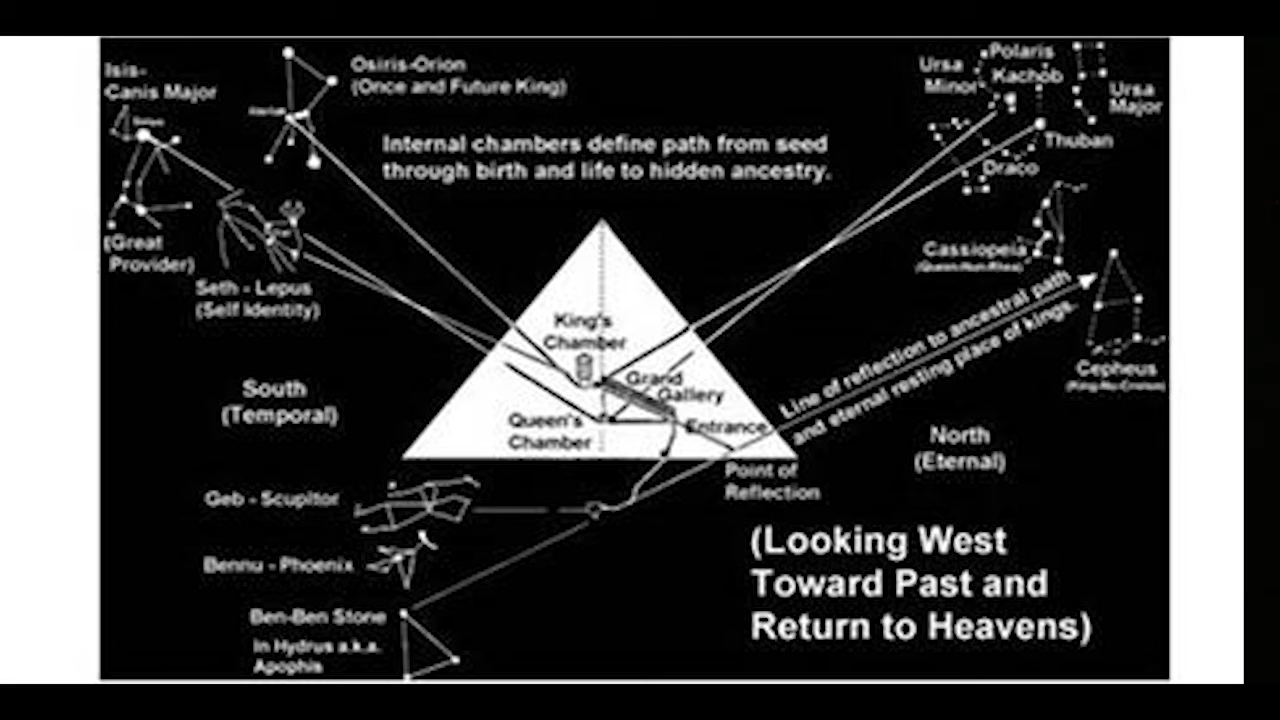 Isis-
Canis Major
Osiris-Orion
(Once and Future King)
Ursa
Minor
Polaris
Kachob
Ursa
Major
Thuban
Draco
Internal chambers define path from seed
through birth and life to hidden ancestry.
(Great
Provider)
Seth - Lepus
(Self Identity)
Cassiopeia
King's
Chamber
Grand
Gallery
Queen's
Chamber
Entrance
Line of reflection to ancestral path
and eternal resting place of kings.
Cepheus
South
(Temporal)
North
(Eternal)
Point of
Reflection
Geb - Sculptor
Bennu - Phoenix
Ben-Ben Stone
In Hydrus a.k.a.
Apophis
(Looking West
Toward Past and
Return to Heavens)